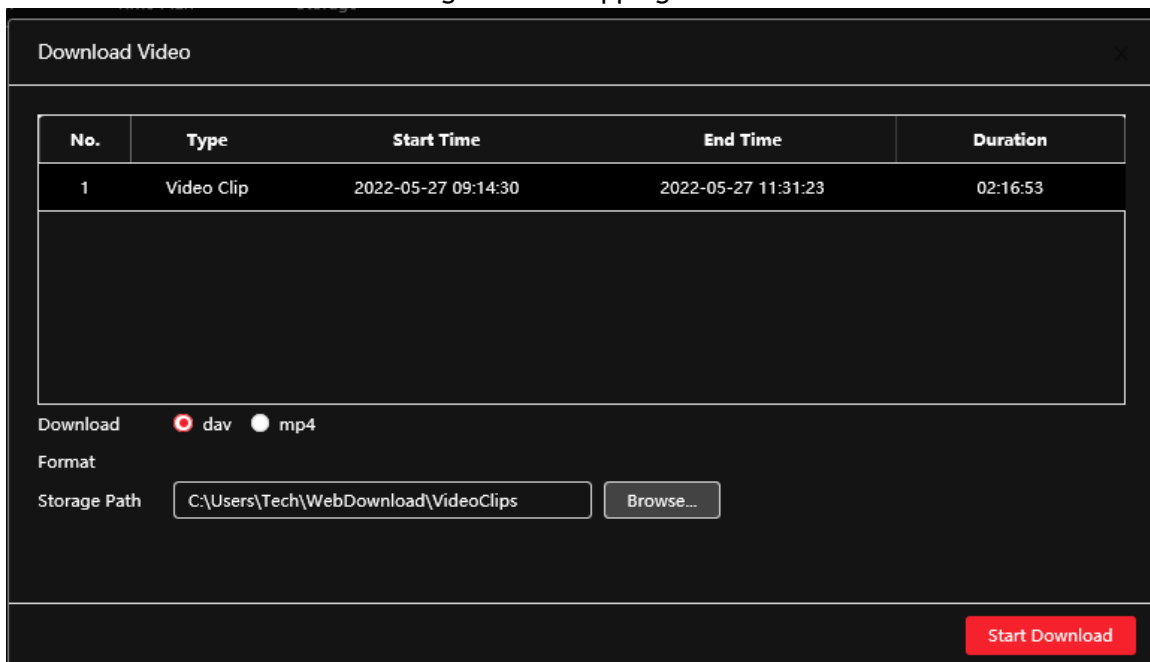 Download Video
No. Type Start Time End Time Duration
1 Video Clip 2022-05-27 09:14:30 2022-05-27 11:31:23 02:16:53
Download dav mp4
Format
Storage Path C:\Users\Tech\WebDownload\VideoClips Browse...
Start Download